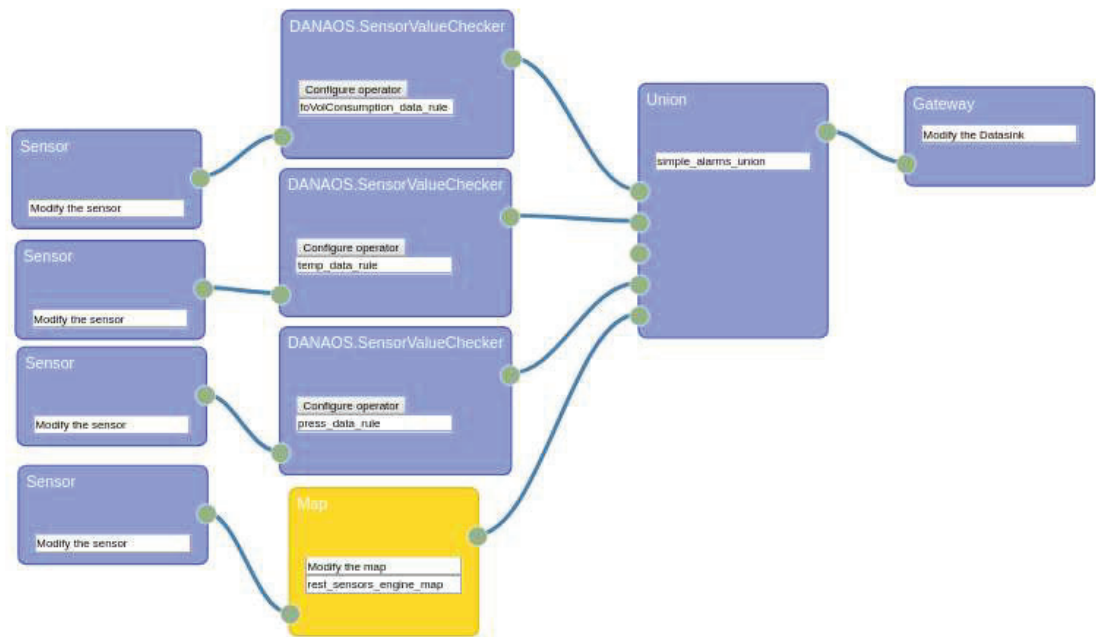 DANAOS.SensorValueChecker
Configure operator
foVolConsumption_data_rule
Sensor
Modify the sensor
DANAOS.SensorValueChecker
Configure operator
temp_data_rule
Sensor
Modify the sensor
DANAOS.SensorValueChecker
Configure operator
press_data_rule
Sensor
Modify the sensor
Sensor
Modify the sensor
Map
Modify the map
rest_sensors_engine_map
Union
simple_alarms_union
Gateway
Modify the Datasink